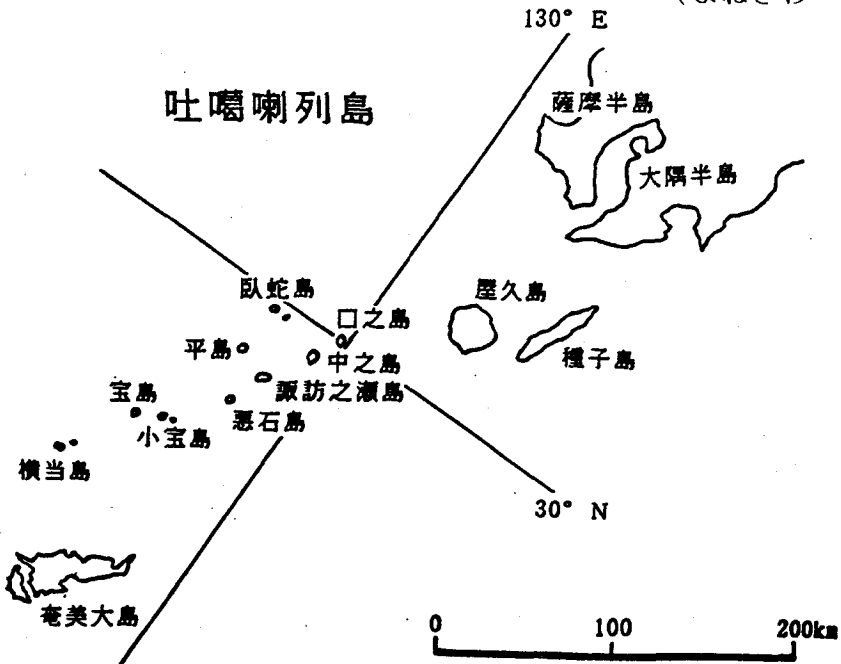 130° E
吐噶喇列島
薩摩半島
大隅半島
臥蛇島
口之島
屋久島
平島
中之島
種子島
宝島
諏訪之瀬島
小宝島
悪石島
横当島
30° N
奄美大島
0
100
200km